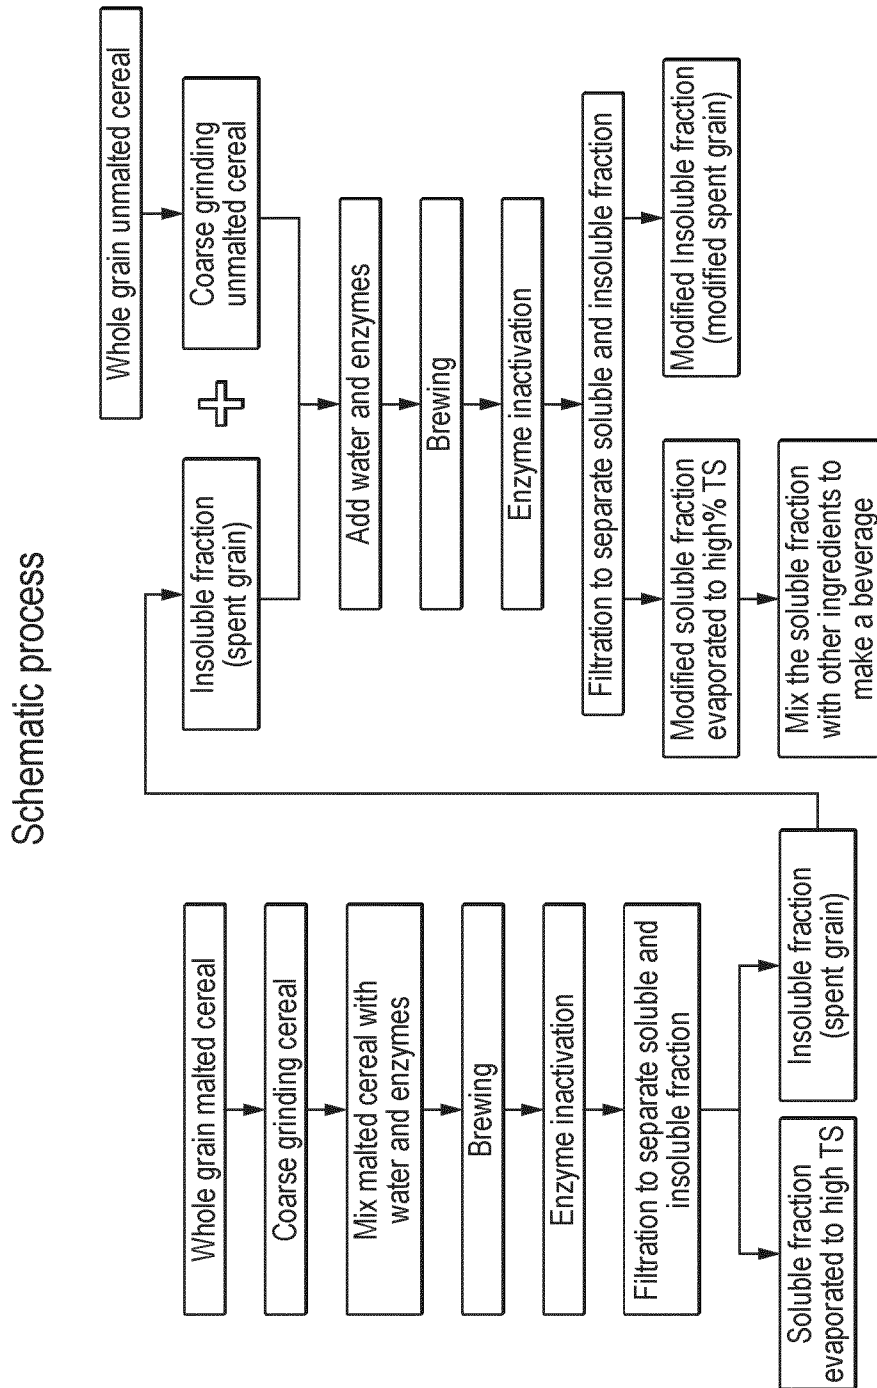 Schematic process
Whole grain malted cereal
Coarse grinding cereal
Mix malted cereal with
water and enzymes
Brewing
Enzyme inactivation
Filtration to separate soluble and
insoluble fraction
Soluble fraction
evaporated to high TS
Insoluble fraction
(spent grain)
Insoluble fraction
(spent grain)
+
Whole grain unmalted cereal
Coarse grinding
unmalted cereal
Add water and enzymes
Brewing
Enzyme inactivation
Filtration to separate soluble and insoluble fraction
Modified soluble fraction
evaporated to high% TS
Mix the soluble fraction
with other ingredients to
make a beverage
Modified Insoluble fraction
(modified spent grain)